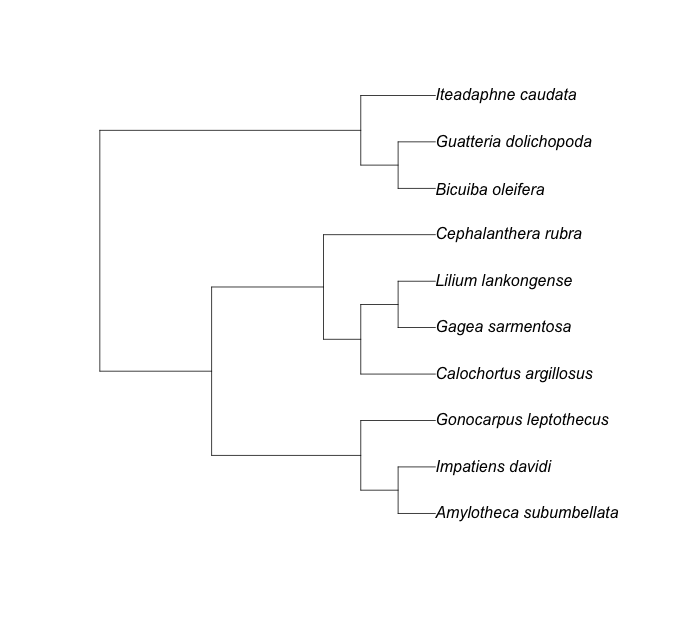 Iteadaphne caudata
Guatteria dolichopoda
Bicuiba oleifera
Cephalanthera rubra
Lilium lankongense
Gagea sarmentosa
Calochortus argillosus
Gonocarpus leptothecus
Impatiens davidi
Amylotheca subumbellata